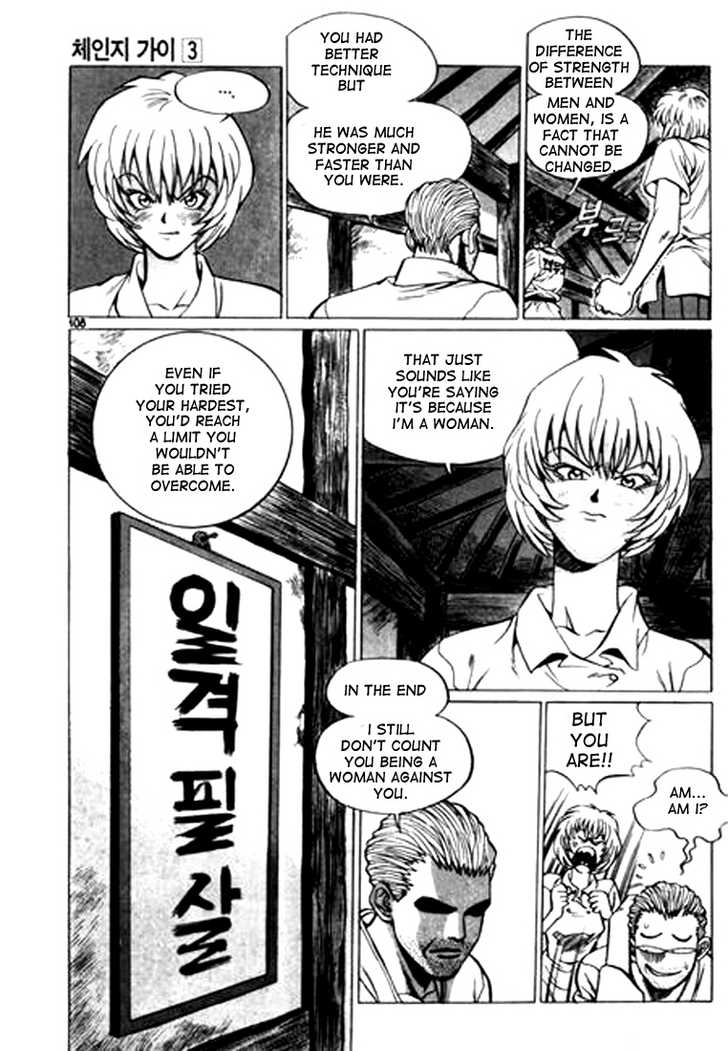 체인지 가이 3
...
YOU HAD
BETTER
TECHNIQUE
BUT
HE WAS MUCH
STRONGER AND
FASTER THAN
YOU WERE.
THE
DIFFERENCE
OF STRENGTH
BETWEEN
MEN AND
WOMEN, IS A
FACT THAT
CANNOT BE
CHANGED.
부르르
EVEN IF
YOU TRIED
YOUR HARDEST,
YOU'D REACH
A LIMIT YOU
WOULDN'T
BE ABLE TO
OVERCOME.
일격필살
THAT JUST
SOUNDS LIKE
YOU'RE SAYING
IT'S BECAUSE
I'M A WOMAN.
IN THE END
I STILL
DON'T COUNT
YOU BEING A
WOMAN AGAINST
YOU.
BUT
YOU
ARE!!
AM...
AM I?